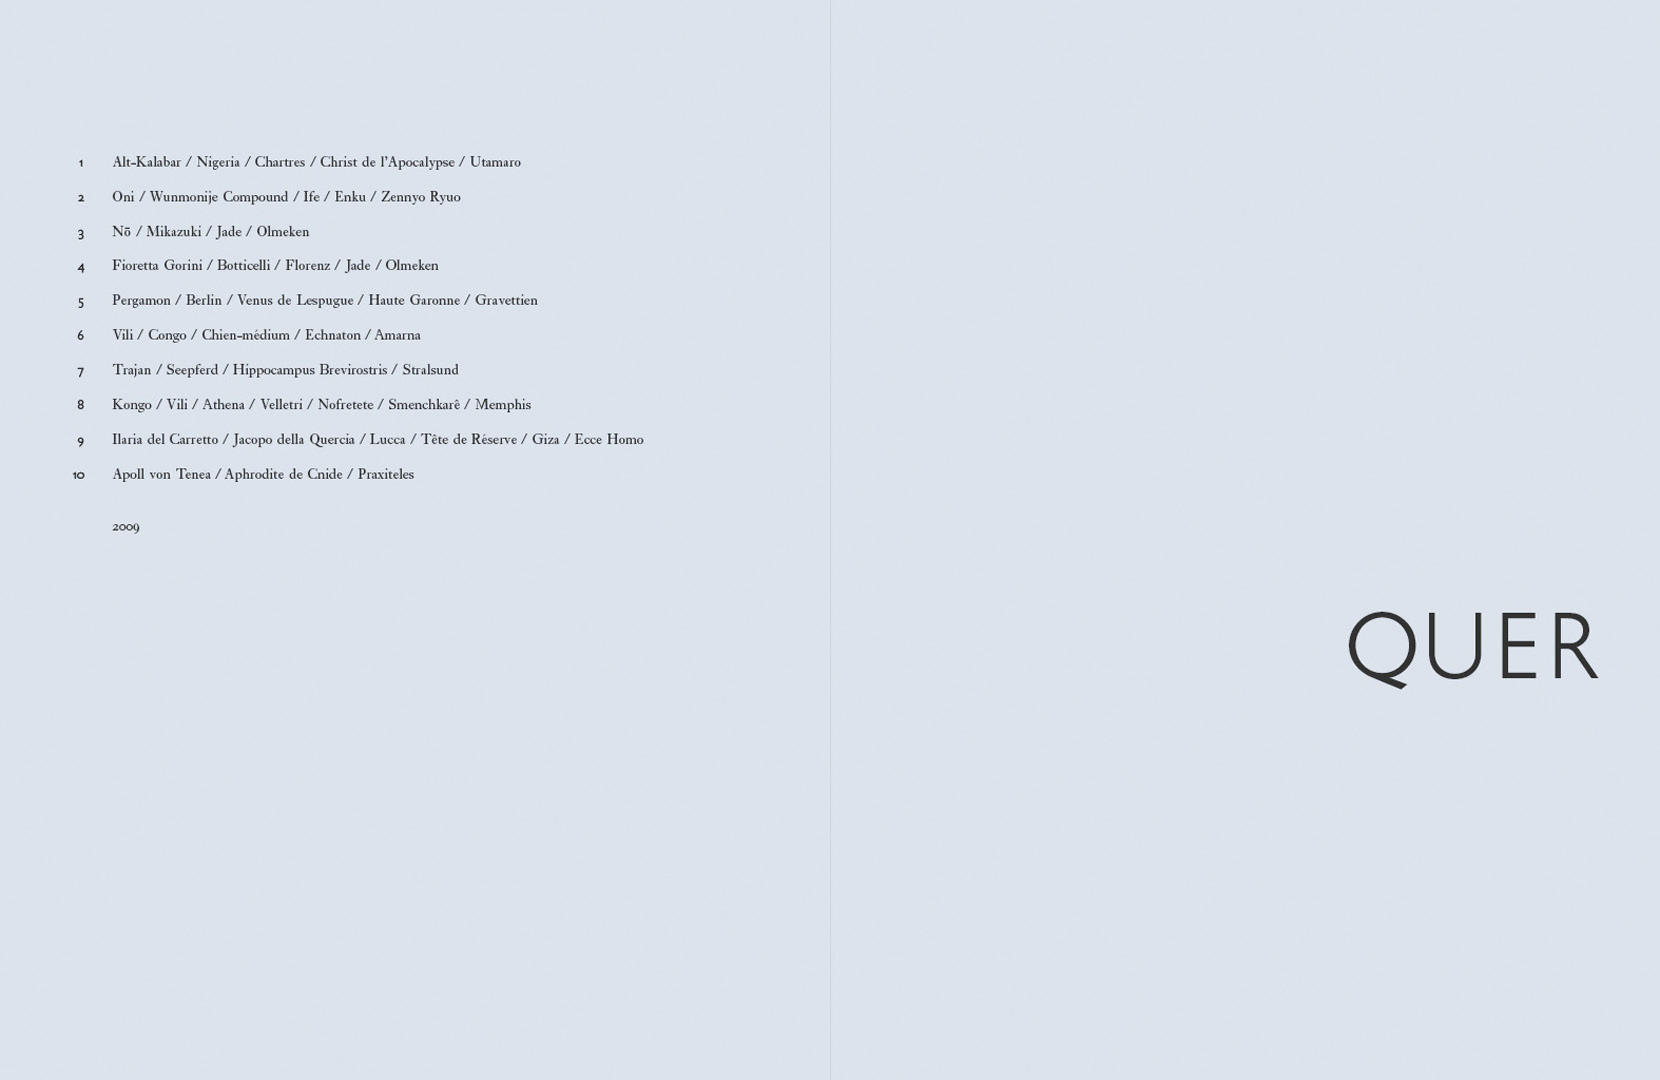 1 Alt-Kalabar / Nigeria / Chartres / Christ de l’Apocalypse / Utamaro
2 Oni / Wunmonije Compound / Ife / Enku / Zennyo Ryuo
3 Nō / Mikazuki / Jade / Olmeken
4 Fioretta Gorini / Botticelli / Florenz / Jade / Olmeken
5 Pergamon / Berlin / Venus de Lespugue / Haute Garonne / Gravettien
6 Vili / Congo / Chien-médium / Echnaton / Amarna
7 Trajan / Seepferd / Hippocampus Brevirostris / Stralsund
8 Kongo / Vili / Athena / Velletri / Nofretete / Smenchkarê / Memphis
9 Ilaria del Carretto / Jacopo della Quercia / Lucca / Tête de Réserve / Giza / Ecce Homo
10 Apoll von Tenea / Aphrodite de Cnide / Praxiteles
2009
QUER